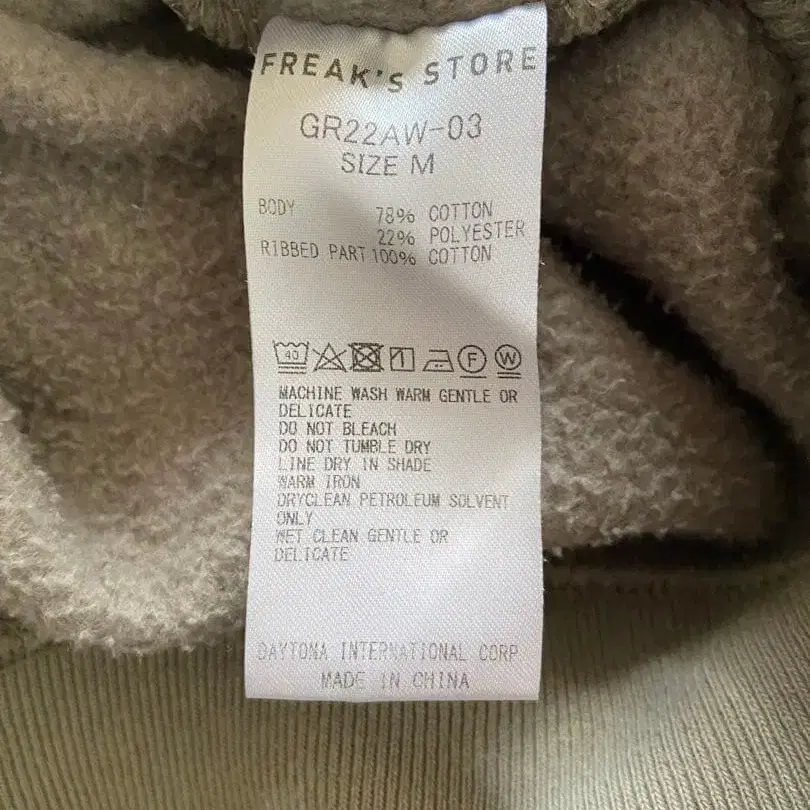 FREAK'S STORE
GR22AW-03
SIZE M
BODY 78% COTTON
22% POLYESTER
RIBBED PART 100% COTTON
40 F W
MACHINE WASH WARM GENTLE OR
DELICATE
DO NOT BLEACH
DO NOT TUMBLE DRY
LINE DRY IN SHADE
WARM IRON
DRYCLEAN PETROLEUM SOLVENT
ONLY
WET CLEAN GENTLE OR
DELICATE
DAYTONA INTERNATIONAL CORP.
MADE IN CHINA